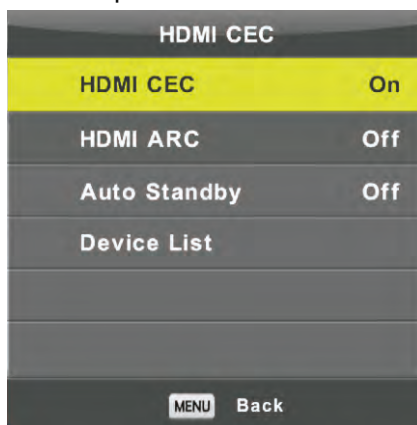 HDMI CEC
HDMI CEC On
HDMI ARC Off
Auto Standby Off
Device List
MENU Back